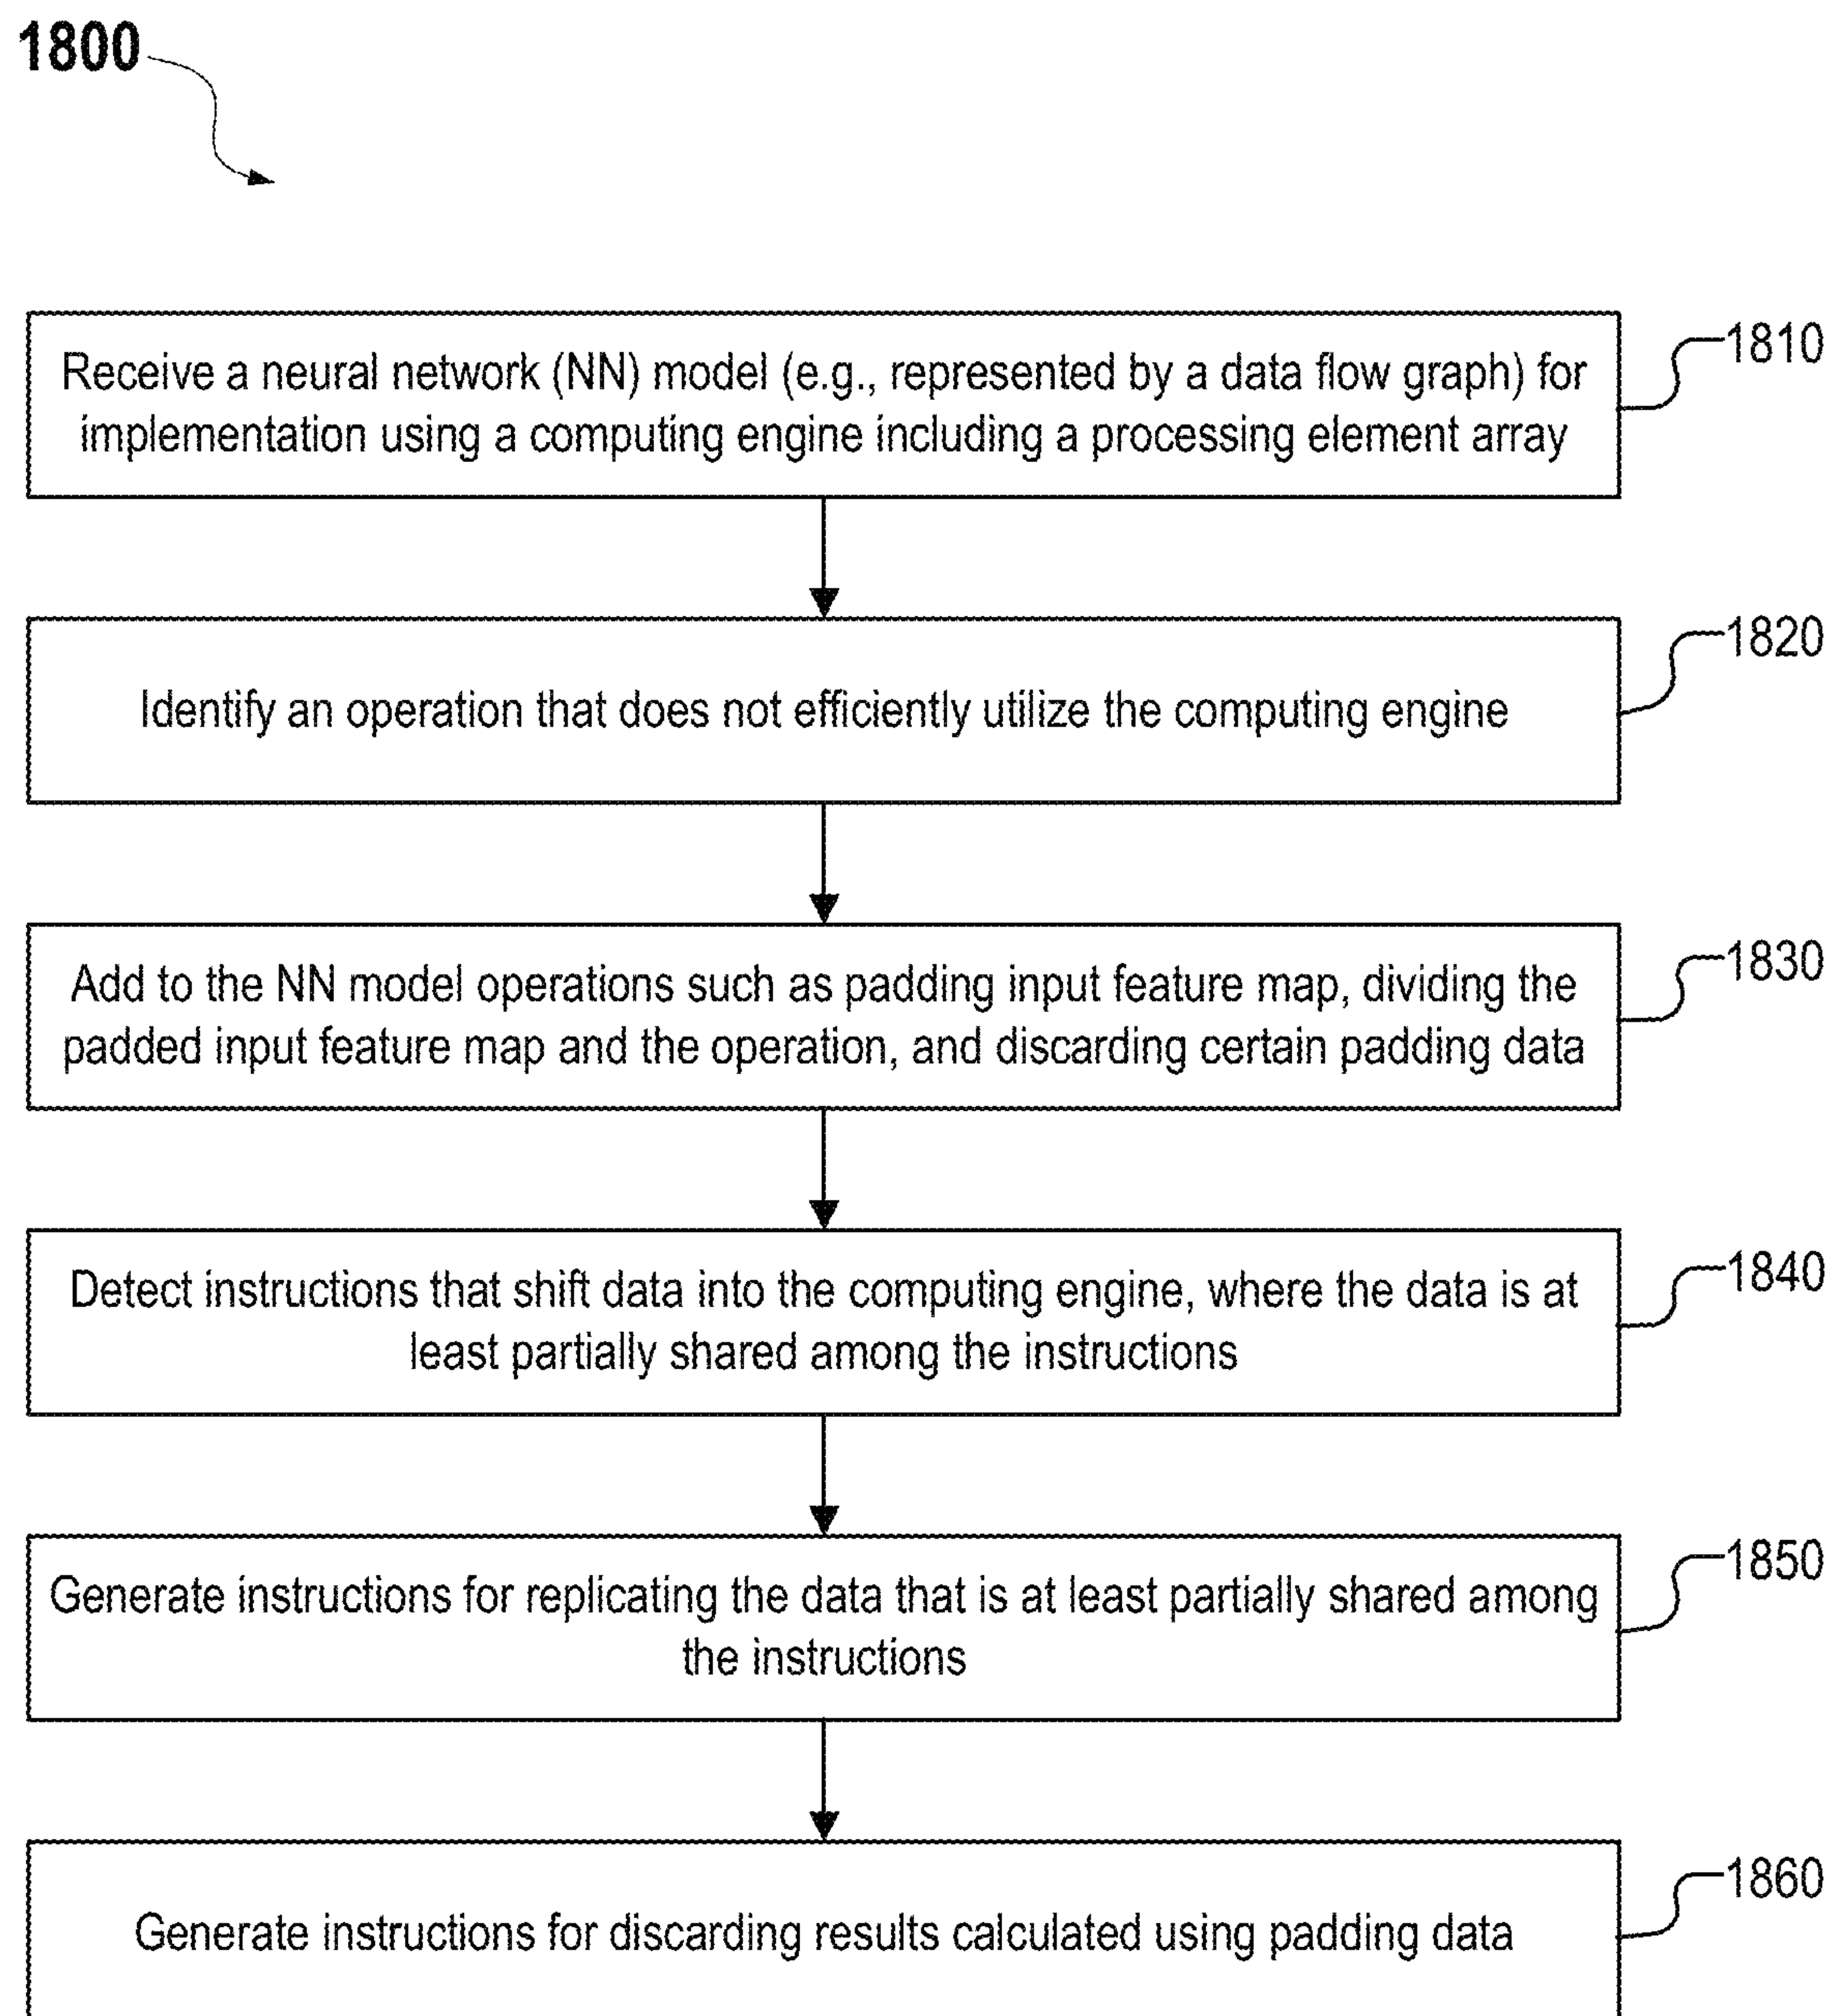 1800
Receive a neural network (NN) model (e.g., represented by a data flow graph) for
implementation using a computing engine including a processing element array
1810
Identify an operation that does not efficiently utilize the computing engine
1820
Add to the NN model operations such as padding input feature map, dividing the
padded input feature map and the operation, and discarding certain padding data
1830
Detect instructions that shift data into the computing engine, where the data is at
least partially shared among the instructions
1840
Generate instructions for replicating the data that is at least partially shared among
the instructions
1850
Generate instructions for discarding results calculated using padding data
1860